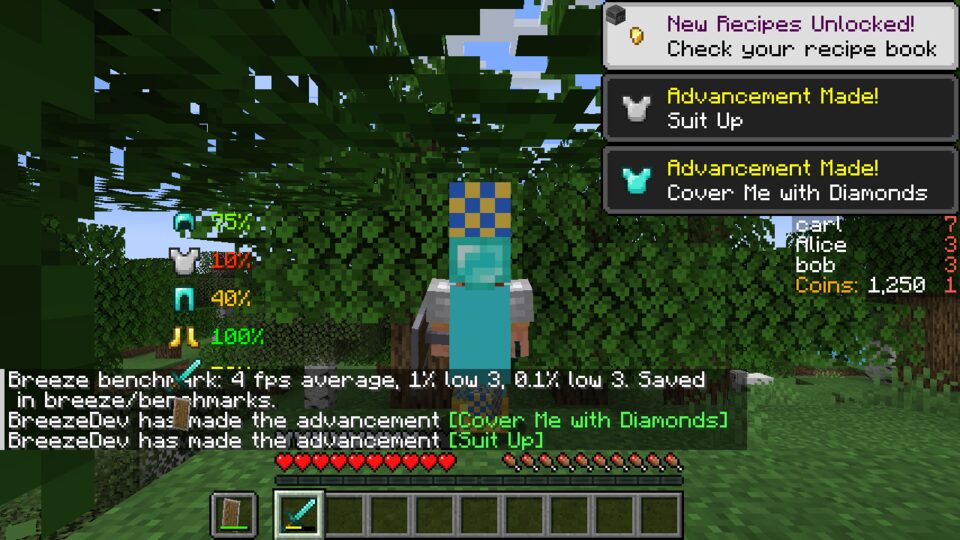 New Recipes Unlocked!
Check your recipe book
Advancement Made!
Suit Up
Advancement Made!
Cover Me with Diamonds
carl 7
Alice 3
bob 3
Coins: 1,250 1
75%
10%
40%
100%
Breeze benchmark: 4 fps average, 1% low 3, 0.1% low 3. Saved
in breeze/benchmarks.
BreezeDev has made the advancement [Cover Me with Diamonds]
BreezeDev has made the advancement [Suit Up]